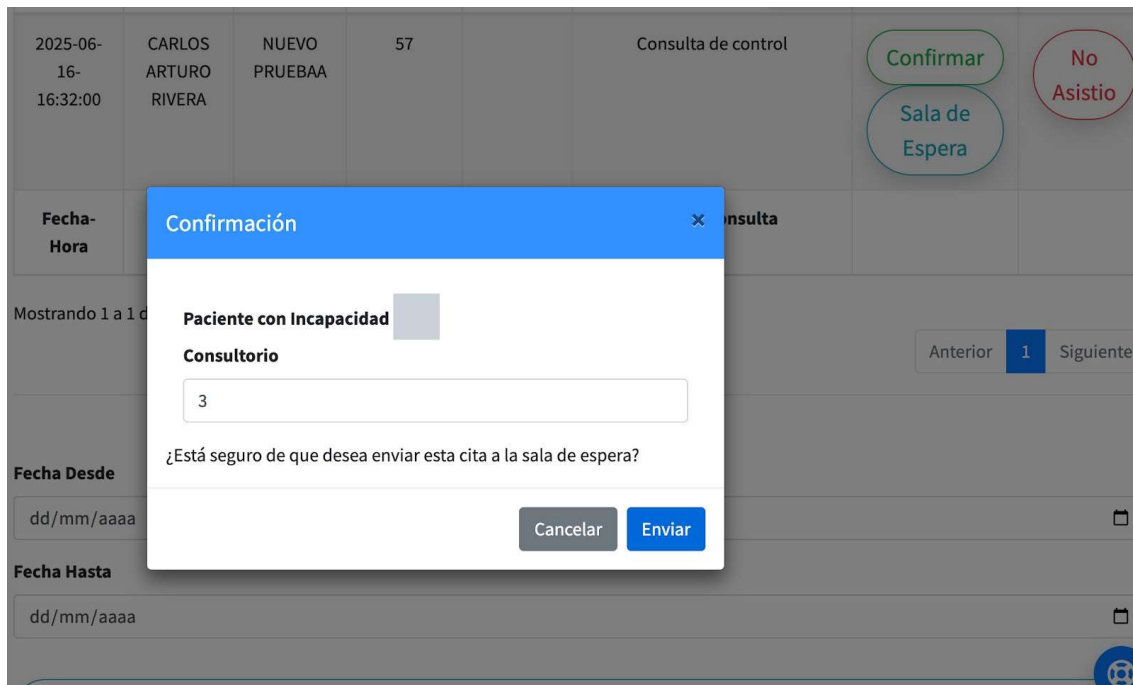 2025-06- CARLOS NUEVO 57 Consulta de control Confirmar No
16- ARTURO PRUEBAA Asistio
16:32:00 RIVERA Sala de
Espera
Fecha- onsulta
Hora
Confirmación ×
Paciente con Incapacidad
Consultorio
3
¿Está seguro de que desea enviar esta cita a la sala de espera?
Cancelar Enviar
Mostrando 1 a 1 d
Anterior 1 Siguiente
Fecha Desde
dd/mm/aaaa
Fecha Hasta
dd/mm/aaaa